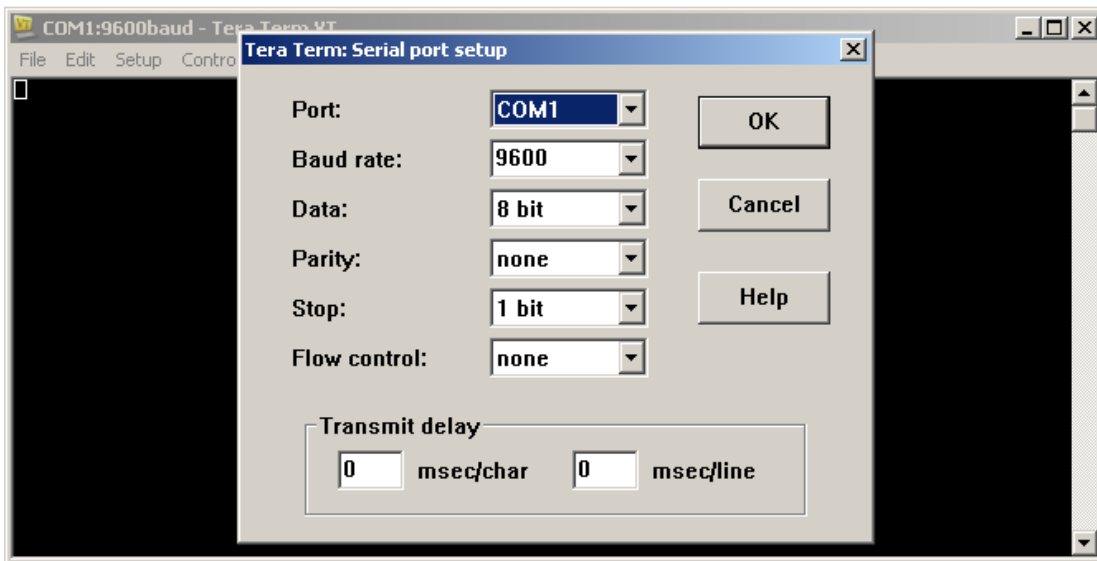 COM1:9600baud - Tera Term VT
File Edit Setup Contro
Tera Term: Serial port setup
Port: COM1
OK
Baud rate: 9600
Data: 8 bit
Cancel
Parity: none
Stop: 1 bit
Help
Flow control: none
Transmit delay
0 msec/char 0 msec/line